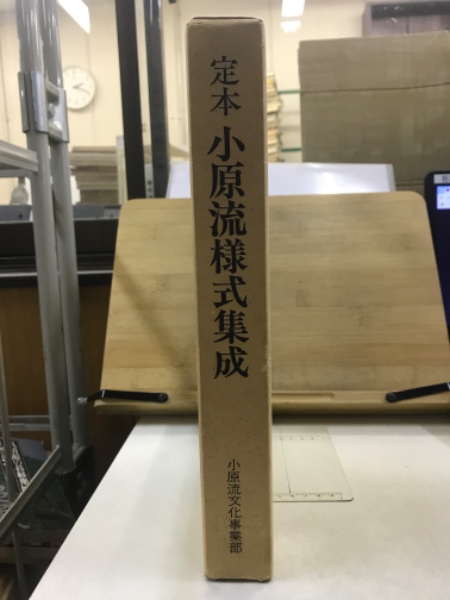 定本 小原流様式集成
小原流文化事業部